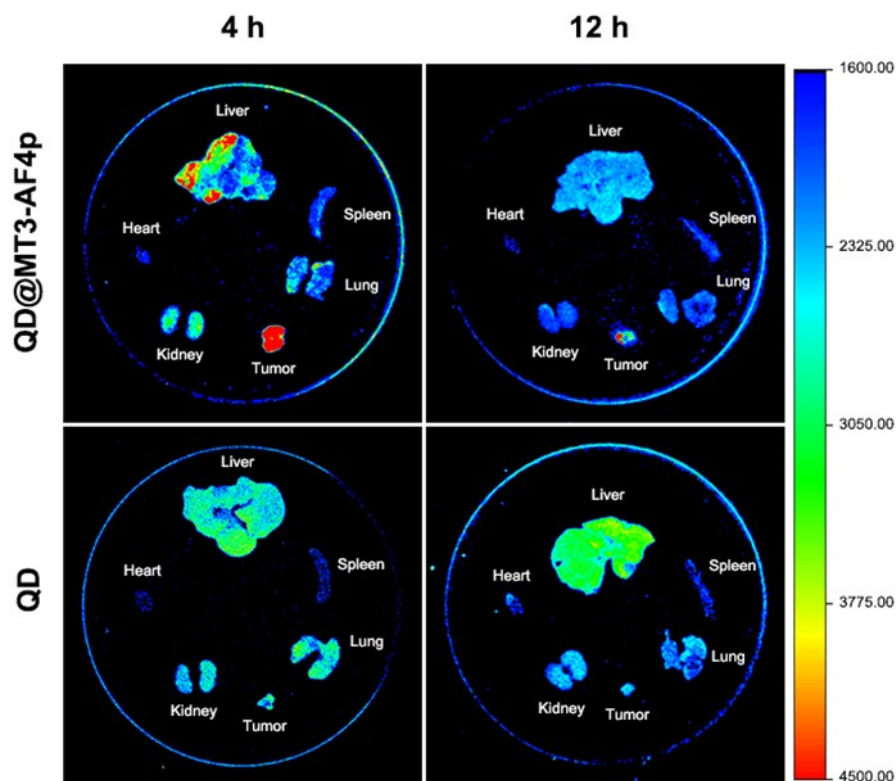 4 h
12 h
QD@MT3-AF4p
Liver
Spleen
Heart
Lung
Kidney
Tumor
Liver
Spleen
Heart
Lung
Kidney
Tumor
QD
Liver
Spleen
Heart
Lung
Kidney
Tumor
Liver
Spleen
Heart
Lung
Kidney
Tumor
1600.00
2325.00
3050.00
3775.00
4500.00